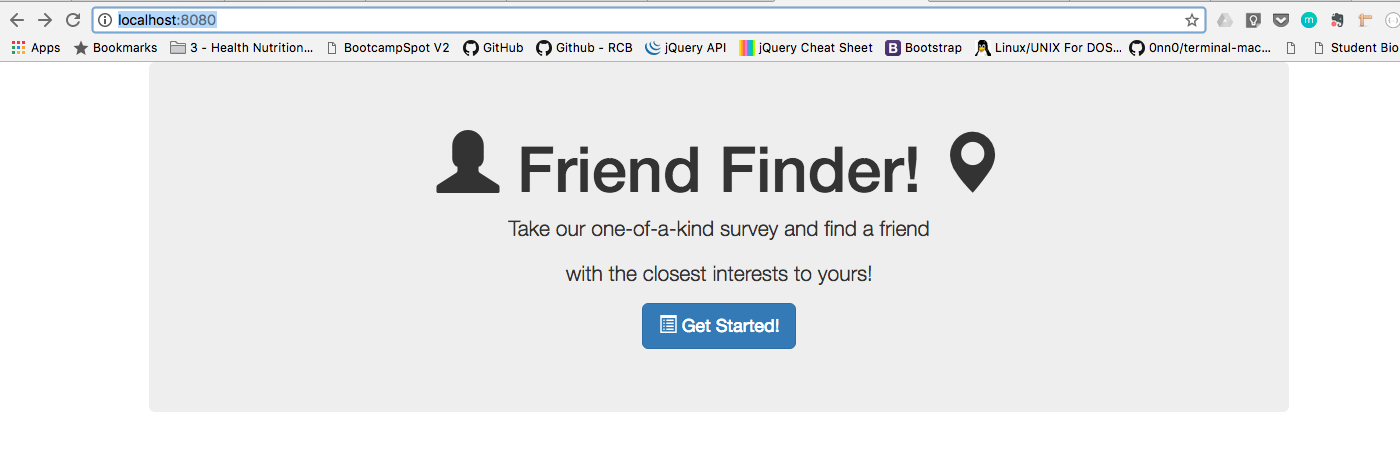 localhost:8080
Apps Bookmarks 3 - Health Nutrition... BootcampSpot V2 GitHub Github - RCB jQuery API jQuery Cheat Sheet Bootstrap Linux/UNIX For DOS... 0nn0/terminal-mac... Student Bio
Friend Finder!
Take our one-of-a-kind survey and find a friend
with the closest interests to yours!
Get Started!